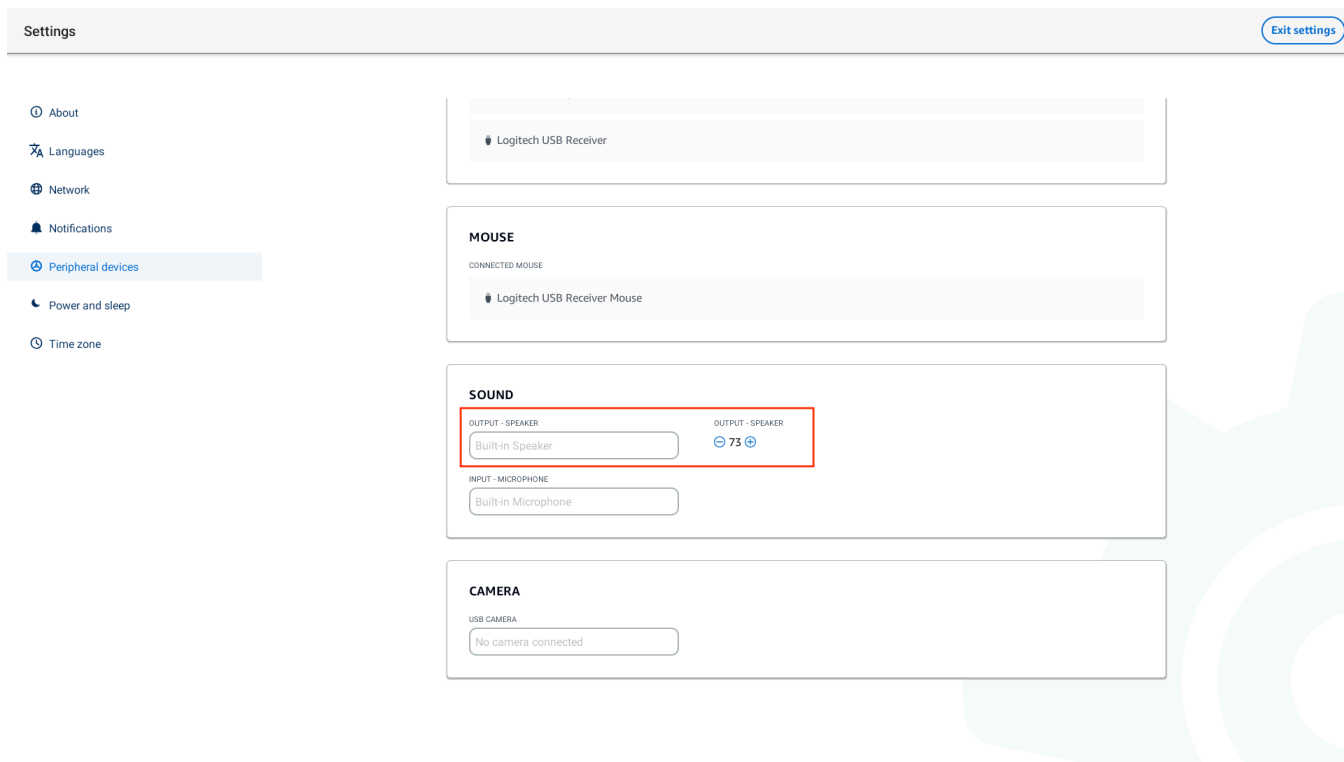 Settings
Exit settings
About
Languages
Network
Notifications
Peripheral devices
Power and sleep
Time zone
Logitech USB Receiver
MOUSE
CONNECTED MOUSE
Logitech USB Receiver Mouse
SOUND
OUTPUT - SPEAKER
OUTPUT - SPEAKER
Built-in Speaker
73
INPUT - MICROPHONE
Built-in Microphone
CAMERA
USB CAMERA
No camera connected